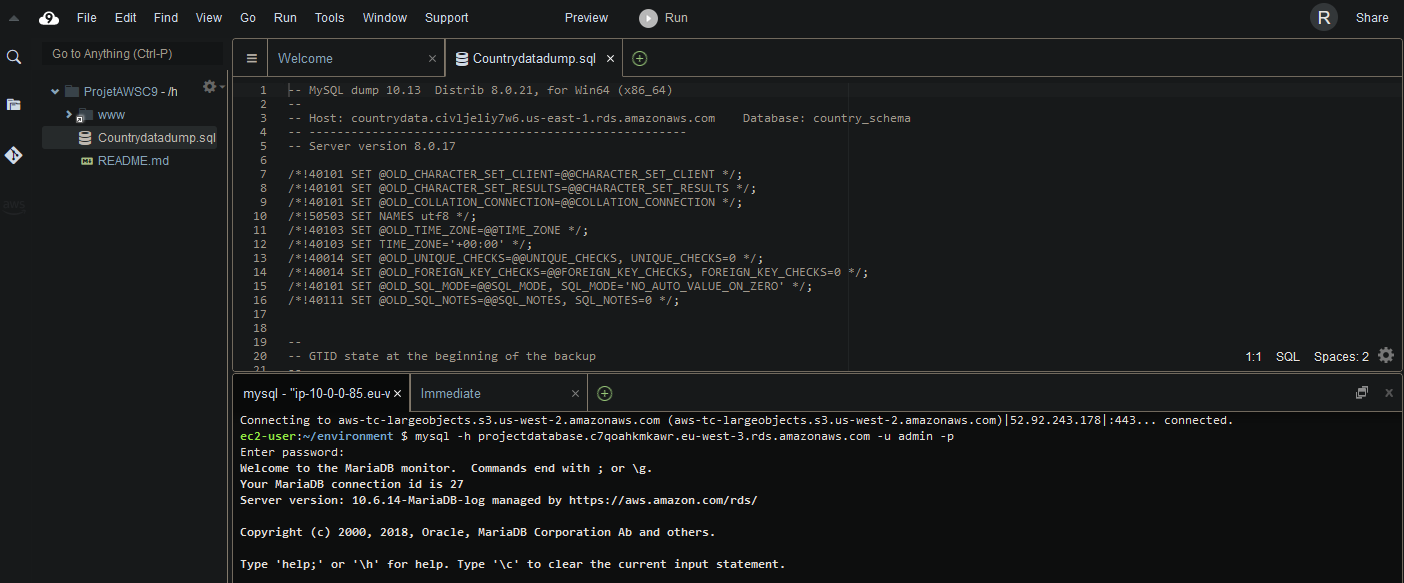 9 File Edit Find View Go Run Tools Window Support Preview Run R Share
Go to Anything (Ctrl-P)
Welcome × Countrydatadump.sql ×
ProjetAWSC9 - /h
www
Countrydatadump.sql
README.md
aws
1 -- MySQL dump 10.13  Distrib 8.0.21, for Win64 (x86_64)
2 --
3 -- Host: countrydata.civljeliy7w6.us-east-1.rds.amazonaws.com    Database: country_schema
4 -- ------------------------------------------------------
5 -- Server version 8.0.17
6
7 /*!40101 SET @OLD_CHARACTER_SET_CLIENT=@@CHARACTER_SET_CLIENT */;
8 /*!40101 SET @OLD_CHARACTER_SET_RESULTS=@@CHARACTER_SET_RESULTS */;
9 /*!40101 SET @OLD_COLLATION_CONNECTION=@@COLLATION_CONNECTION */;
10 /*!50503 SET NAMES utf8 */;
11 /*!40103 SET @OLD_TIME_ZONE=@@TIME_ZONE */;
12 /*!40103 SET TIME_ZONE='+00:00' */;
13 /*!40014 SET @OLD_UNIQUE_CHECKS=@@UNIQUE_CHECKS, UNIQUE_CHECKS=0 */;
14 /*!40014 SET @OLD_FOREIGN_KEY_CHECKS=@@FOREIGN_KEY_CHECKS, FOREIGN_KEY_CHECKS=0 */;
15 /*!40101 SET @OLD_SQL_MODE=@@SQL_MODE, SQL_MODE='NO_AUTO_VALUE_ON_ZERO' */;
16 /*!40111 SET @OLD_SQL_NOTES=@@SQL_NOTES, SQL_NOTES=0 */;
17
18
19 --
20 -- GTID state at the beginning of the backup
21 --
1:1 SQL Spaces: 2
mysql - "ip-10-0-0-85.eu-v × Immediate ×
Connecting to aws-tc-largeobjects.s3.us-west-2.amazonaws.com (aws-tc-largeobjects.s3.us-west-2.amazonaws.com)|52.92.243.178|:443... connected.
ec2-user:~/environment $ mysql -h projectdatabase.c7qoahkmkawr.eu-west-3.rds.amazonaws.com -u admin -p
Enter password:
Welcome to the MariaDB monitor.  Commands end with ; or \g.
Your MariaDB connection id is 27
Server version: 10.6.14-MariaDB-log managed by https://aws.amazon.com/rds/
Copyright (c) 2000, 2018, Oracle, MariaDB Corporation Ab and others.
Type 'help;' or '\h' for help. Type '\c' to clear the current input statement.